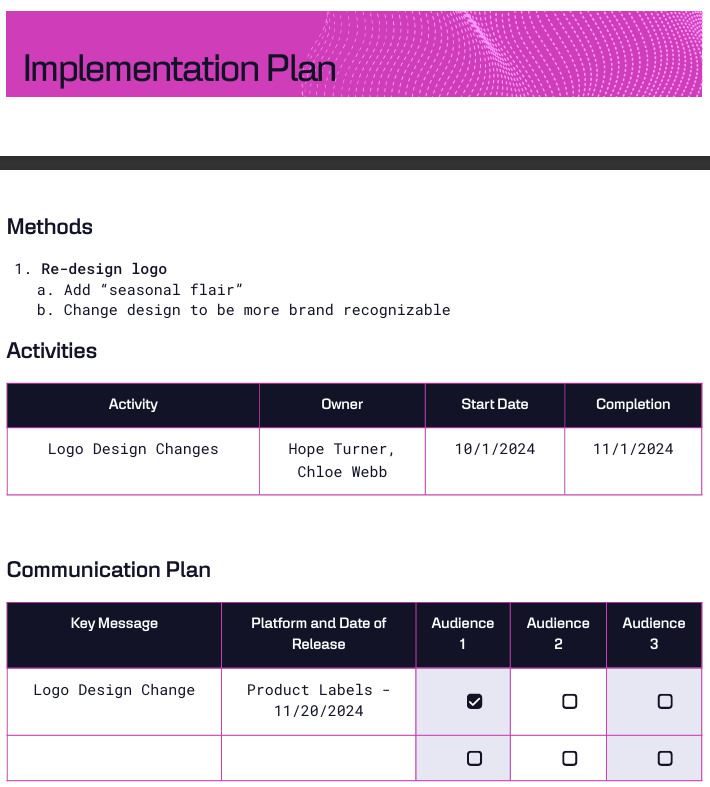 Implementation Plan
Methods
1. Re-design logo
a. Add “seasonal flair”
b. Change design to be more brand recognizable
Activities
Activity Owner Start Date Completion
Logo Design Changes Hope Turner, 10/1/2024 11/1/2024
Chloe Webb
Communication Plan
Key Message Platform and Date of Audience Audience Audience
Release 1 2 3
Logo Design Change Product Labels -
11/20/2024